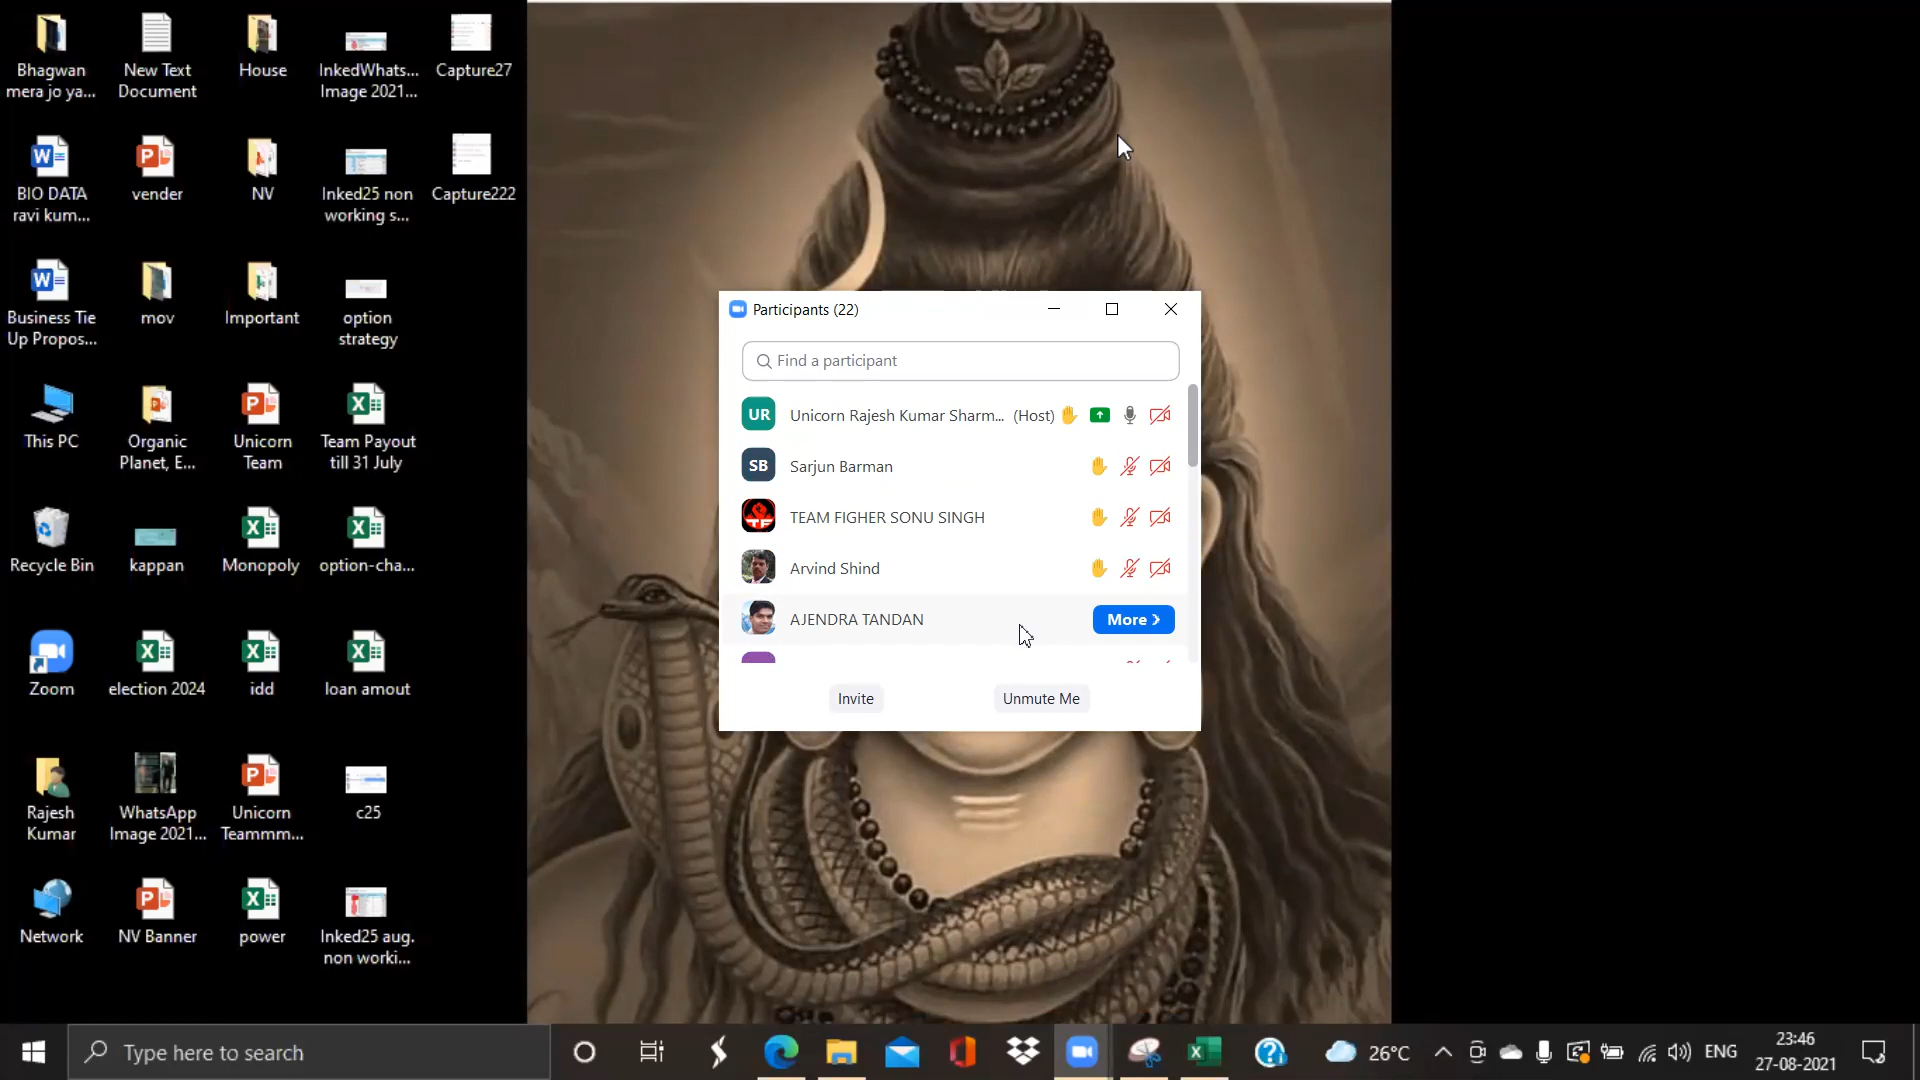 Bhagwan
mera jo ya...
New Text
Document
House
InkedWhats...
Image 2021...
Capture27
BIO DATA
ravi kum...
vender
NV
Inked25 non
working s...
Capture222
Business Tie
Up Propos...
mov
Important
option
strategy
This PC
Organic
Planet, E...
Unicorn
Team
Team Payout
till 31 July
Recycle Bin
kappan
Monopoly
option-cha...
Zoom
election 2024
idd
loan amout
Rajesh
Kumar
WhatsApp
Image 2021...
Unicorn
Teammm...
c25
Network
NV Banner
power
Inked25 aug.
non worki...
Participants (22)
Find a participant
UR Unicorn Rajesh Kumar Sharm... (Host)
SB Sarjun Barman
TF TEAM FIGHER SONU SINGH
Arvind Shind
AJENDRA TANDAN More
Invite Unmute Me
Type here to search
26°C ENG
23:46
27-08-2021